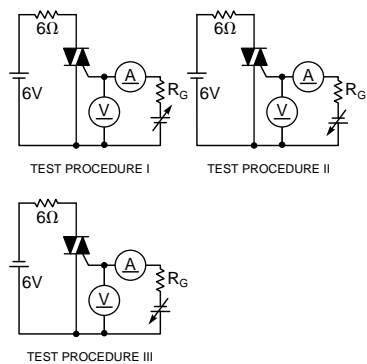 6Ω
A
RG
V
6V
TEST PROCEDURE I
6Ω
A
RG
V
6V
TEST PROCEDURE II
6Ω
A
RG
V
6V
TEST PROCEDURE III